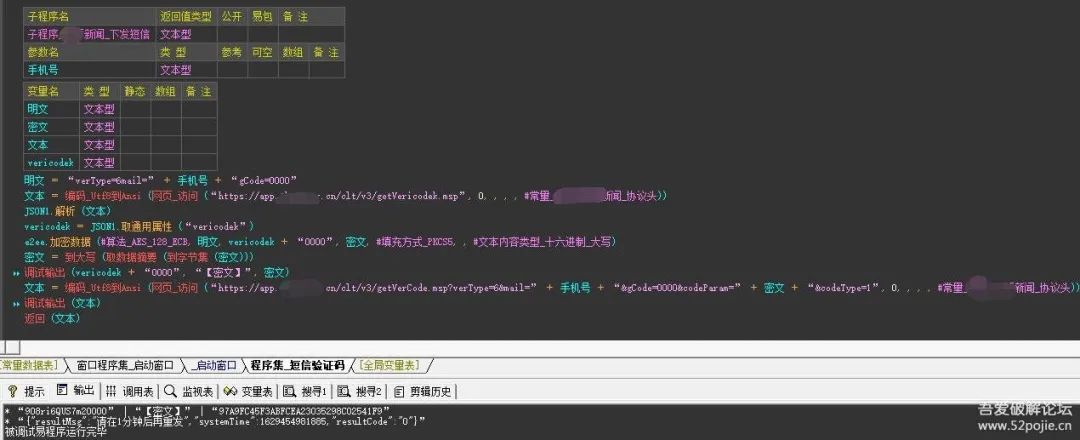 子程序名 返回值类型 公开 易包 备 注
子程序_ 新闻_下发短信 文本型
参数名 类 型 参考 可空 数组 备 注
手机号 文本型
变量名 类 型 静态 数组 备 注
明文 文本型
密文 文本型
文本 文本型
vericodek 文本型
明文 = “verType=6mail=” + 手机号 + “gCode=0000”
文本 = 编码_Utf8到Ansi (网页_访问 (“https://app. .cn/clt/v3/getVericodek.msp”, 0, , , , #常量_ 新闻_协议头))
JSON1.解析 (文本)
vericodek = JSON1.取通用属性 (“vericodek”)
e2ee.加密数据 (#算法_AES_128_ECB, 明文, vericodek + “0000”, 密文, #填充方式_PKCS5, , #文本内容类型_十六进制_大写)
密文 = 到大写 (取数据摘要 (到字节集 (密文)))
调试输出 (vericodek + “0000”, “【密文】”, 密文)
文本 = 编码_Utf8到Ansi (网页_访问 (“https://app. cn/clt/v3/getVerCode.msp?verType=6&mail=” + 手机号 + “&gCode=0000&codeParam=” + 密文 + “&codeType=1”, 0, , , , #常量_ 新闻_协议头))
调试输出 (文本)
返回 (文本)
[常量数据表] 窗口程序集_启动窗口 _启动窗口 程序集_短信验证码 [全局变量表]
提示 输出 调用表 监视表 变量表 搜寻1 搜寻2 剪辑历史
* “908ri6QUS7m20000” | “【密文】” | “97A9FC45F3ABFCEA23035298C02541F9”
* “{"resultMsg":"请在1分钟后再重发","systemTime":1629454981885,"resultCode":"0"}”
被调试易程序运行完毕
吾爱破解论坛
www.52pojie.cn